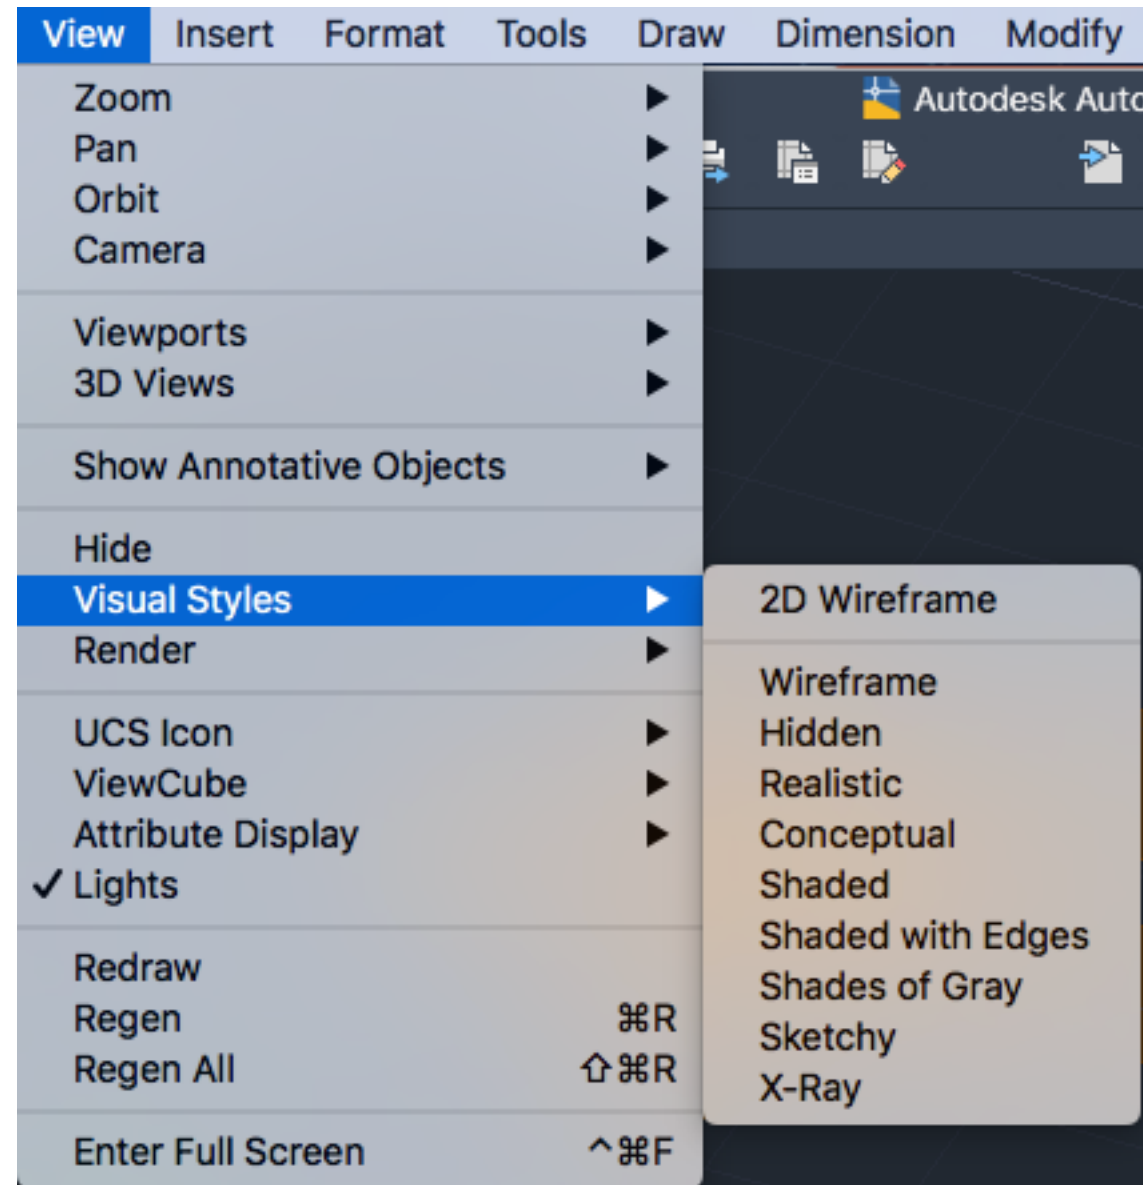 View Insert Format Tools Draw Dimension Modify
Autodesk
Zoom
Pan
Orbit
Camera
Viewports
3D Views
Show Annotative Objects
Hide
Visual Styles
Render
UCS Icon
ViewCube
Attribute Display
✓ Lights
Redraw
Regen ⌘R
Regen All ⇧⌘R
Enter Full Screen ^⌘F
2D Wireframe
Wireframe
Hidden
Realistic
Conceptual
Shaded
Shaded with Edges
Shades of Gray
Sketchy
X-Ray